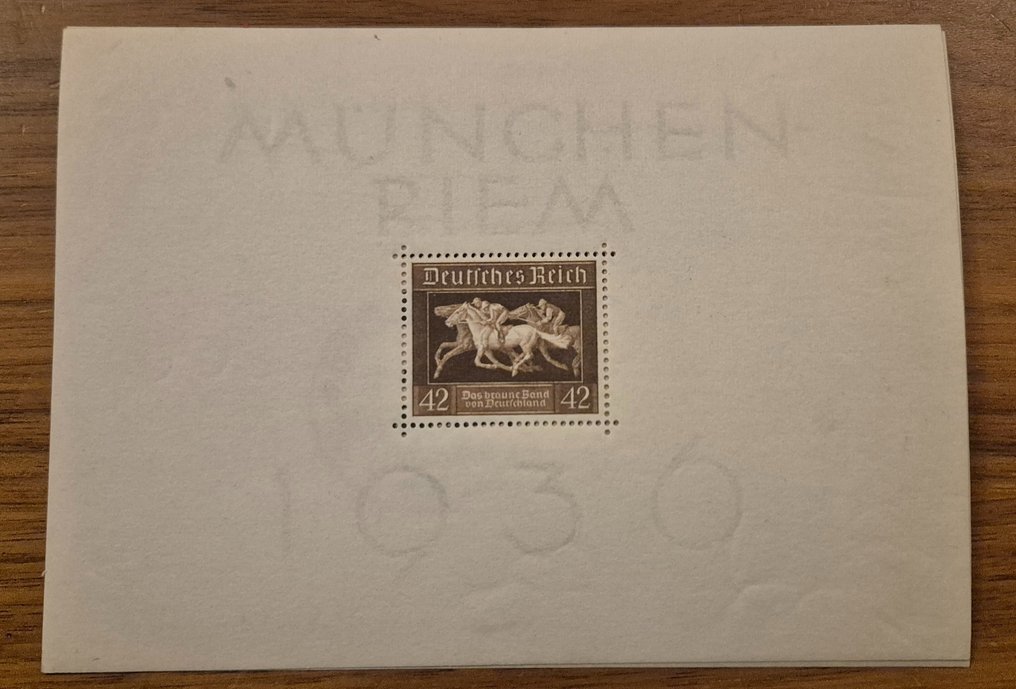 MÜNCHEN
RIEM
Deutsches Reich
42 Das braune Band 42
von Deutschland
1936